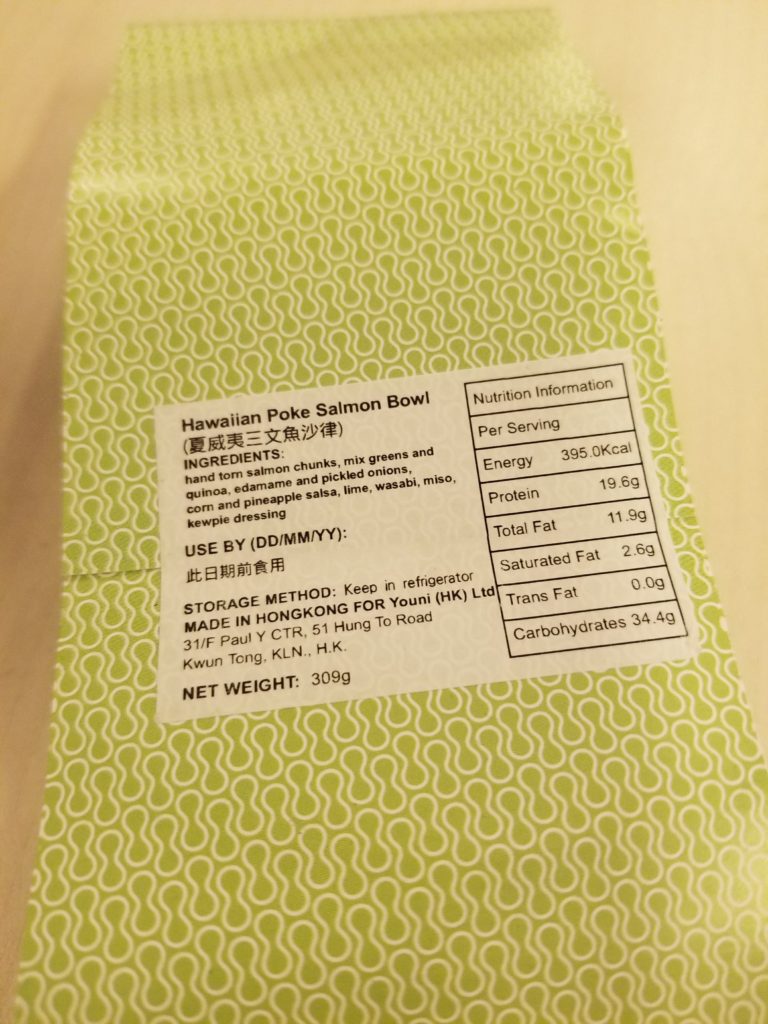 Hawaiian Poke Salmon Bowl
(夏威夷三文魚沙律)
INGREDIENTS:
hand torn salmon chunks, mix greens and
quinoa, edamame and pickled onions,
corn and pineapple salsa, lime, wasabi, miso,
kewpie dressing
USE BY (DD/MM/YY):
此日期前食用
STORAGE METHOD: Keep in refrigerator
MADE IN HONGKONG FOR Youni (HK) Ltd
31/F Paul Y CTR, 51 Hung To Road
Kwun Tong, KLN., H.K.
NET WEIGHT: 309g
Nutrition Information
Per Serving
Energy 395.0Kcal
Protein 19.6g
Total Fat 11.9g
Saturated Fat 2.6g
Trans Fat 0.0g
Carbohydrates 34.4g